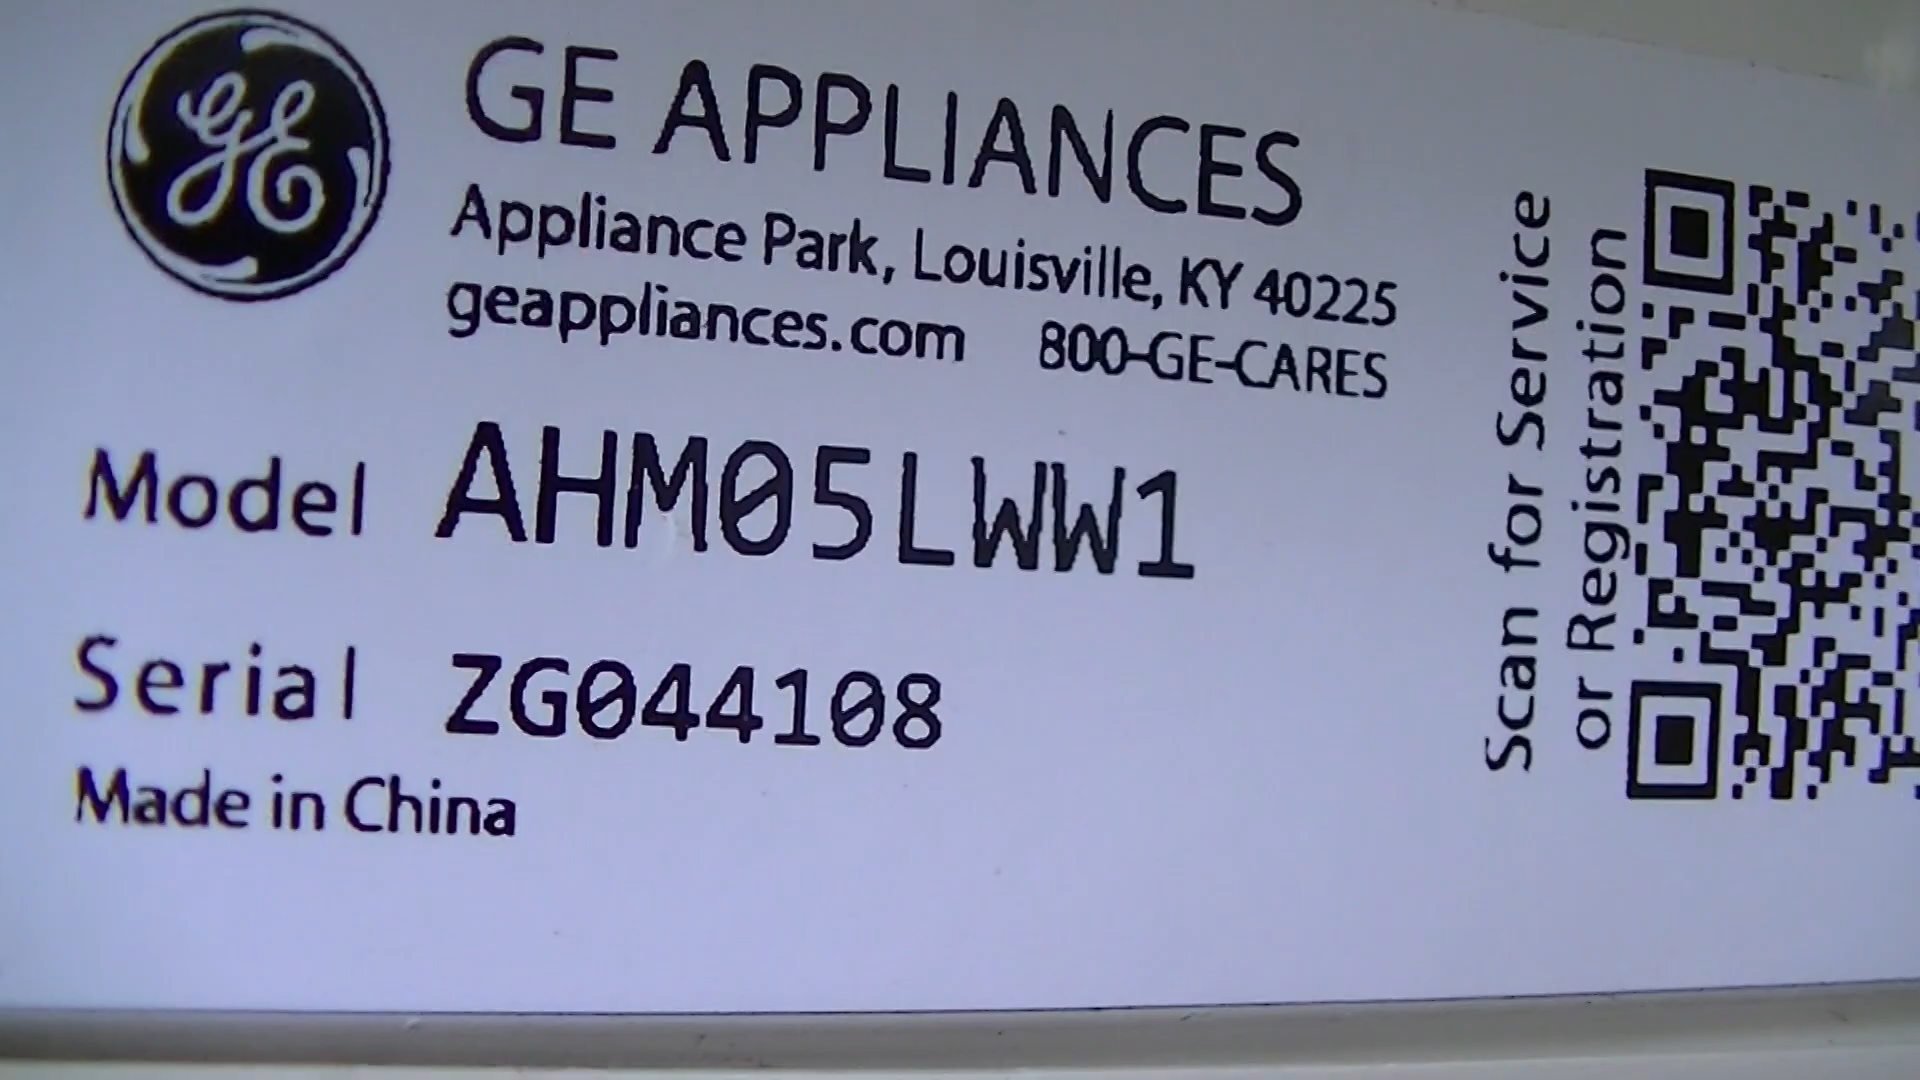 GE
GE APPLIANCES
Appliance Park, Louisville, KY 40225
geappliances.com 800-GE-CARES
Model AHM05LWW1
Serial ZG044108
Made in China
Scan for Service
or Registration